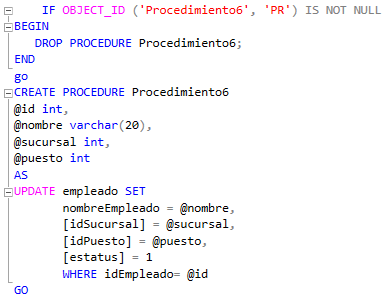 IF OBJECT_ID ('Procedimiento6', 'PR') IS NOT NULL
BEGIN
DROP PROCEDURE Procedimiento6;
END
go
CREATE PROCEDURE Procedimiento6
@id int,
@nombre varchar(20),
@sucursal int,
@puesto int
AS
UPDATE empleado SET
nombreEmpleado = @nombre,
[idSucursal] = @sucursal,
[idPuesto] = @puesto,
[estatus] = 1
WHERE idEmpleado= @id
GO